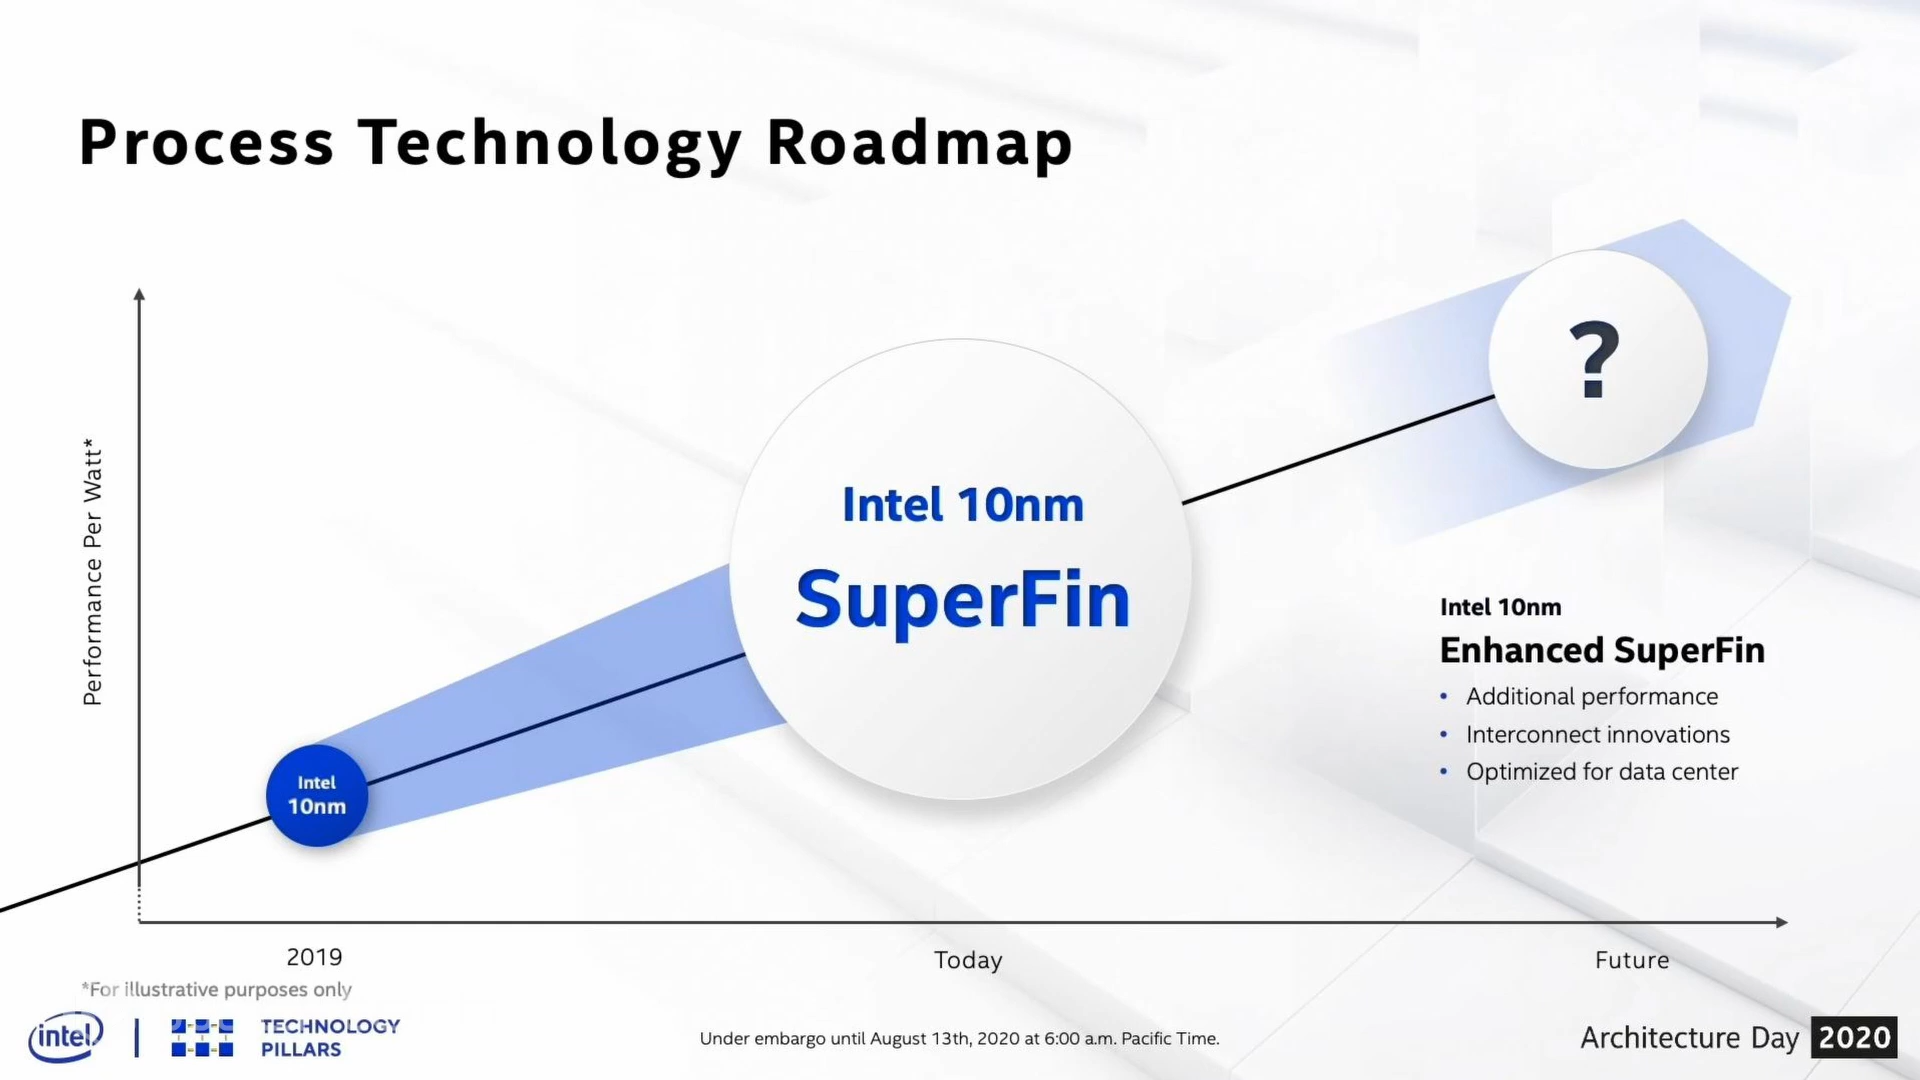 Process Technology Roadmap
Performance Per Watt*
?
Intel 10nm
SuperFin
Intel
10nm
Intel 10nm
Enhanced SuperFin
• Additional performance
• Interconnect innovations
• Optimized for data center
2019
Today
Future
*For illustrative purposes only
intel
TECHNOLOGY
PILLARS
Under embargo until August 13th, 2020 at 6:00 a.m. Pacific Time.
Architecture Day 2020